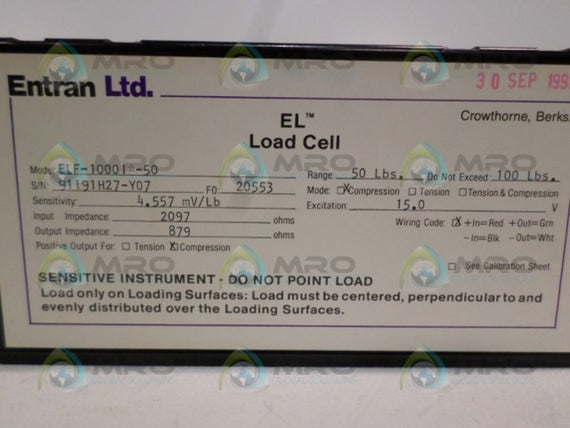 Entran Ltd.
30 SEP 199
EL™
Load Cell
Crowthorne, Berks.
Model ELF-1000 -50
S/N 91191H27-Y07 FO: 20553
Sensitivity: 4.557 mV/Lb
Input Impedance: 2097 ohms
Output Impedance: 879 ohms
Positive Output For: ☐ Tension ☒ Compression
Range: 50 Lbs. Do Not Exceed 100 Lbs.
Mode: ☒ Compression ☐ Tension ☐ Tension & Compression
Excitation: 15.0 V
Wiring Code: ☒ +In=Red +Out=Grn
-In=Blk -Out=Wht
☐ See Calibration Sheet
SENSITIVE INSTRUMENT - DO NOT POINT LOAD
Load only on Loading Surfaces: Load must be centered, perpendicular to and
evenly distributed over the Loading Surfaces.
MRO
GLOBAL SOLUTIONS